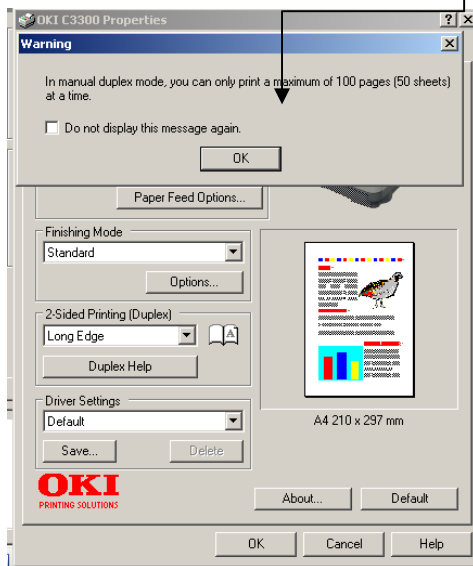 OKI C3300 Properties
Warning
In manual duplex mode, you can only print a maximum of 100 pages (50 sheets)
at a time.
Do not display this message again.
OK
Paper Feed Options...
Finishing Mode
Standard
Options...
2-Sided Printing (Duplex)
Long Edge
A
Duplex Help
Driver Settings
Default
A4 210 x 297 mm
Save...
Delete
OKI
PRINTING SOLUTIONS
About...
Default
OK
Cancel
Help